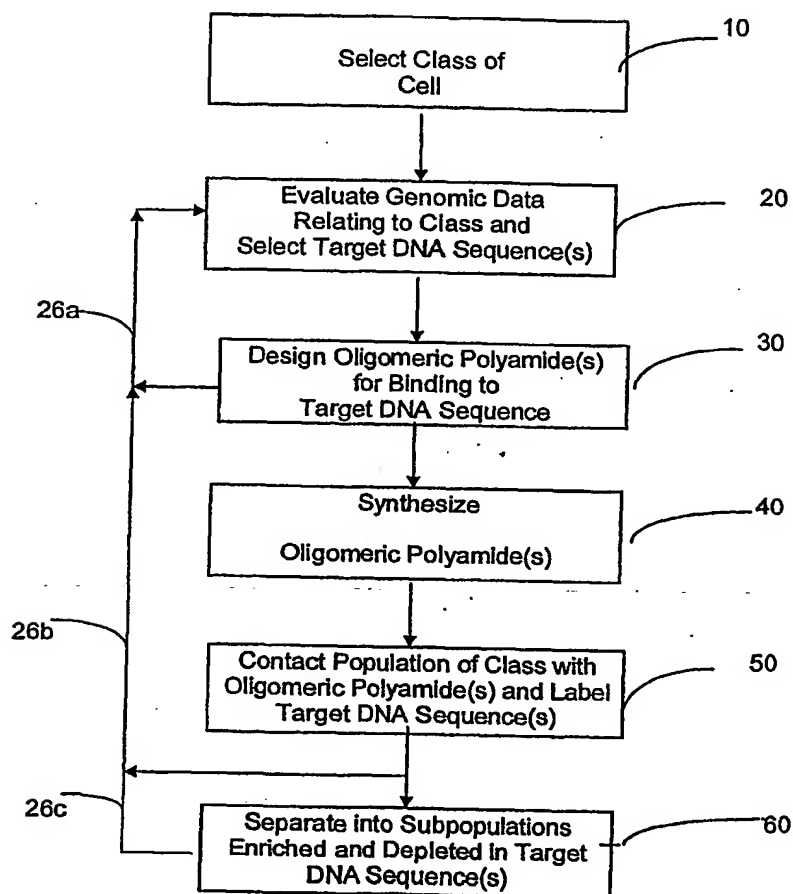 10
Select Class of
Cell
Evaluate Genomic Data
Relating to Class and
Select Target DNA Sequence(s)
20
26a
Design Oligomeric Polyamide(s)
for Binding to
Target DNA Sequence
30
Synthesize
Oligomeric Polyamide(s)
40
26b
Contact Population of Class with
Oligomeric Polyamide(s) and Label
Target DNA Sequence(s)
50
26c
Separate into Subpopulations
Enriched and Depleted in Target
DNA Sequence(s)
60